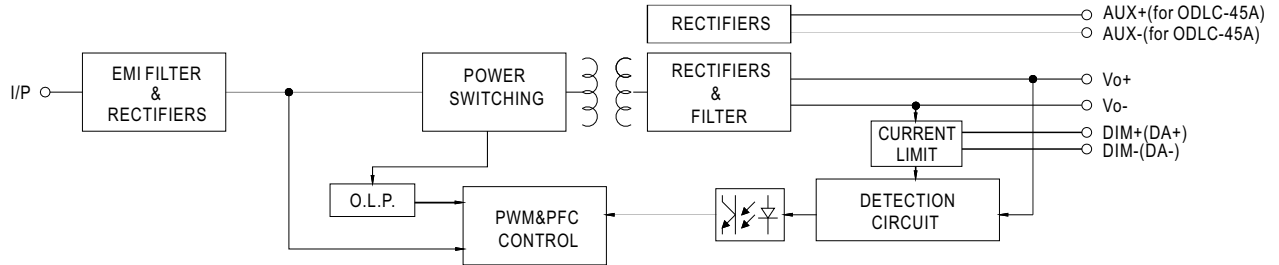 RECTIFIERS
AUX+(for ODLC-45A)
AUX-(for ODLC-45A)
I/P
EMI FILTER
&
RECTIFIERS
POWER
SWITCHING
RECTIFIERS
&
FILTER
Vo+
Vo-
CURRENT
LIMIT
DIM+(DA+)
DIM-(DA-)
O.L.P.
PWM&PFC
CONTROL
DETECTION
CIRCUIT